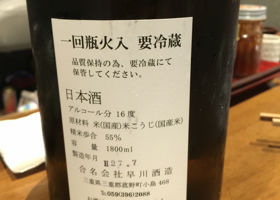 一回瓶火入 要冷蔵
品質保持の為、要冷蔵にて
保管してください。
日本酒
アルコール分 16度
原材料 米(国産)米こうじ(国産米)
精米歩合 55%
容量 1800ml
製造年月 H27.7
合名会社早川酒造
三重県三重郡菰野町小島468
☎059(396)2088